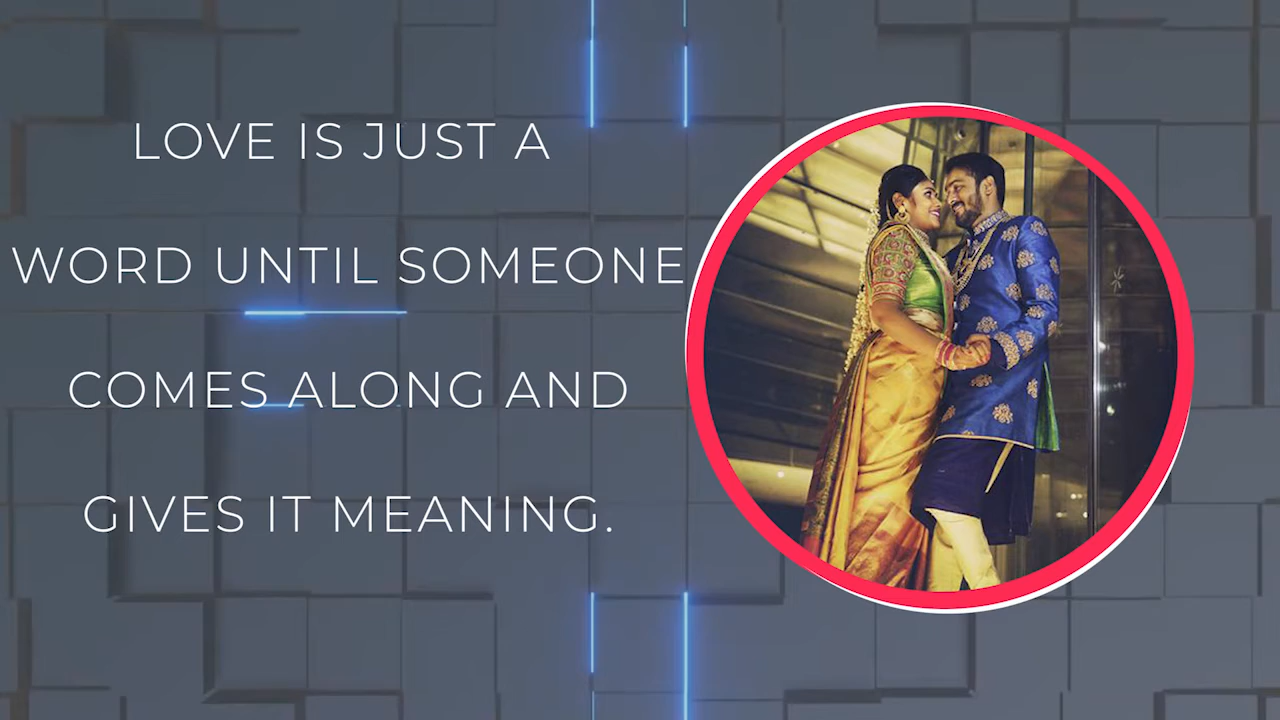 LOVE IS JUST A
WORD UNTIL SOMEONE
COMES ALONG AND
GIVES IT MEANING.